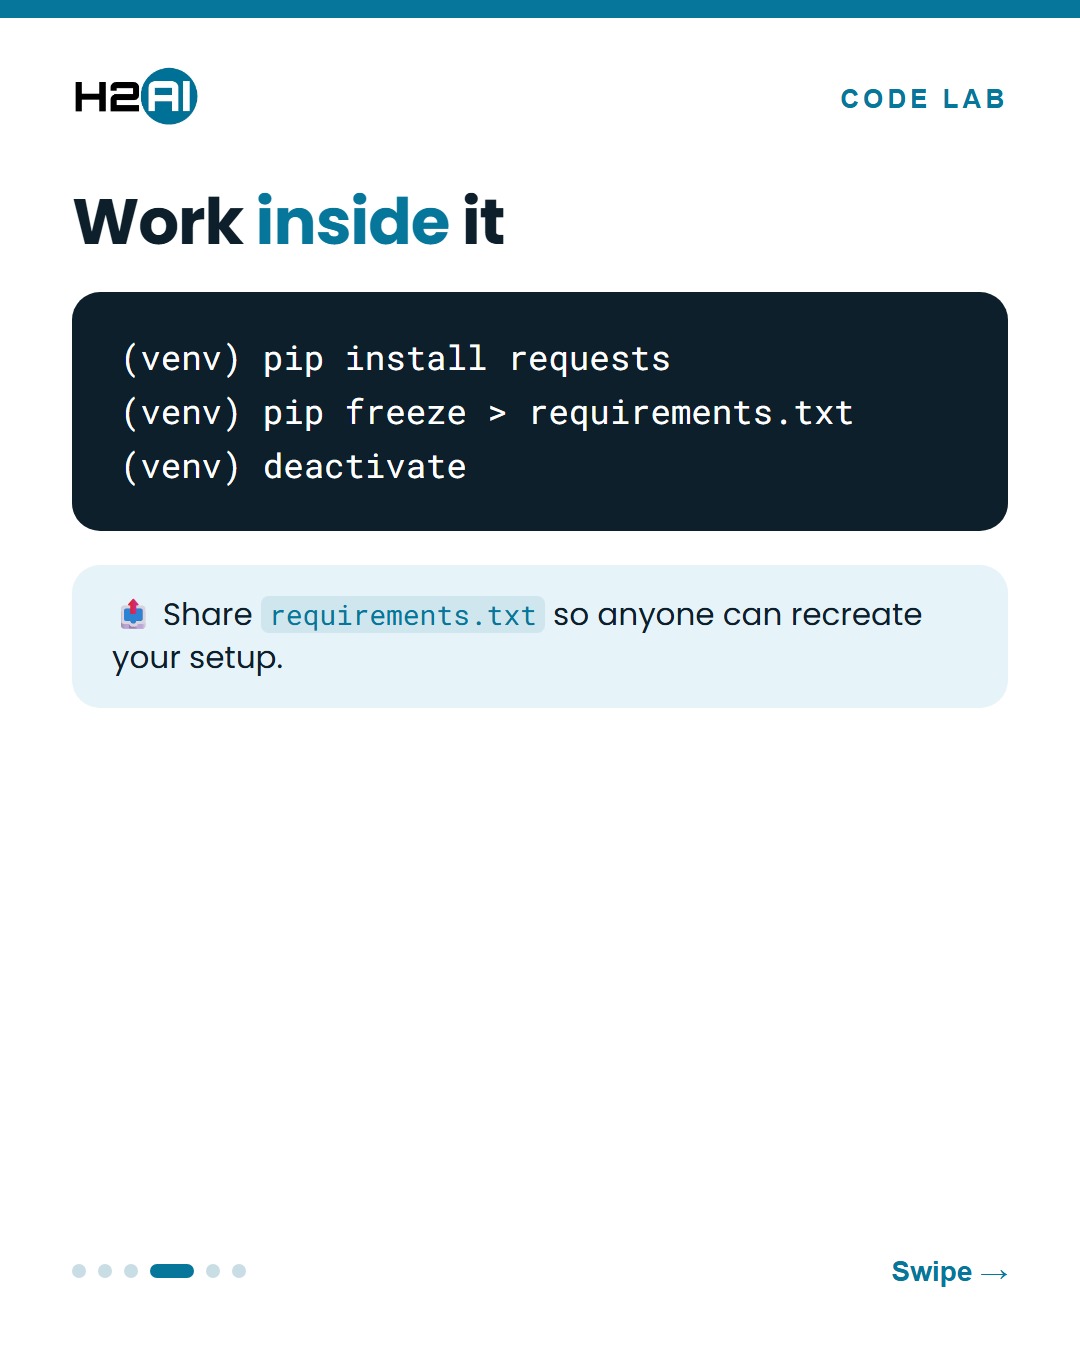 H2AI
CODE LAB
Work inside it
(venv) pip install requests
(venv) pip freeze > requirements.txt
(venv) deactivate
📤 Share requirements.txt so anyone can recreate
your setup.
Swipe →